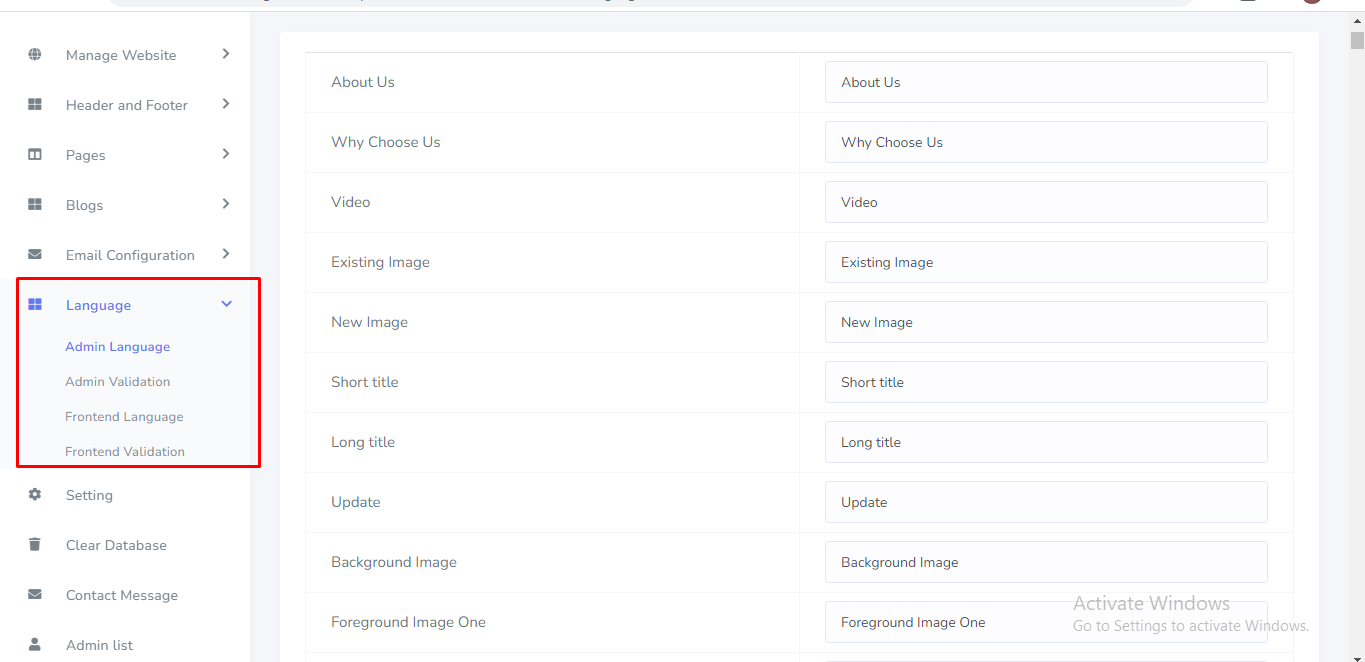 Manage Website
Header and Footer
Pages
Blogs
Email Configuration
Language
Admin Language
Admin Validation
Frontend Language
Frontend Validation
Setting
Clear Database
Contact Message
Admin list
About Us About Us
Why Choose Us Why Choose Us
Video Video
Existing Image Existing Image
New Image New Image
Short title Short title
Long title Long title
Update Update
Background Image Background Image
Foreground Image One Foreground Image One
Activate Windows
Go to Settings to activate Windows.